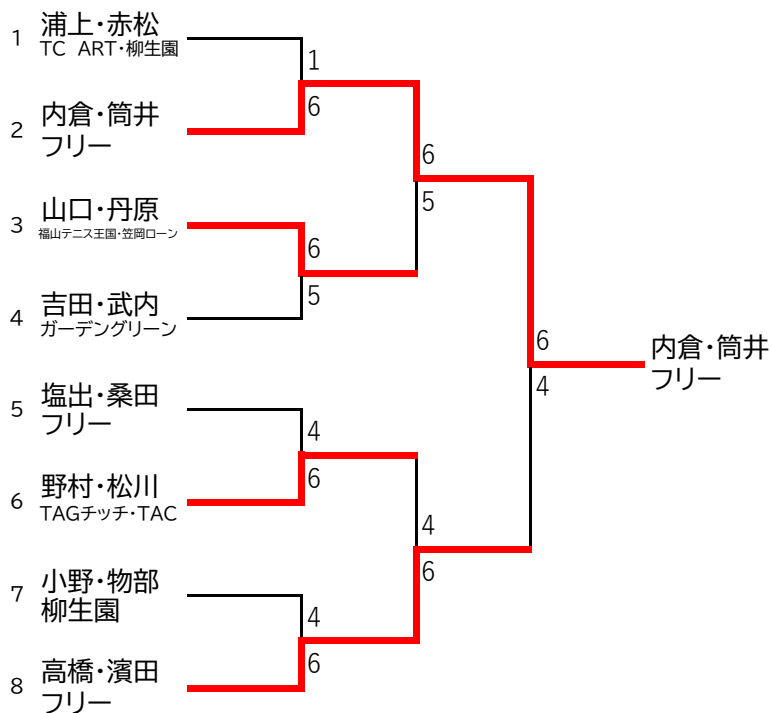 1
浦上・赤松
TC ART・柳生園
2
内倉・筒井
フリー
3
山口・丹原
福山テニス王国・笠岡ローン
4
吉田・武内
ガーデングリーン
5
塩出・桑田
フリー
6
野村・松川
TAGチッチ・TAC
7
小野・物部
柳生園
8
高橋・濱田
フリー
1
6
6
5
4
6
4
6
6
5
4
6
6
4
内倉・筒井
フリー